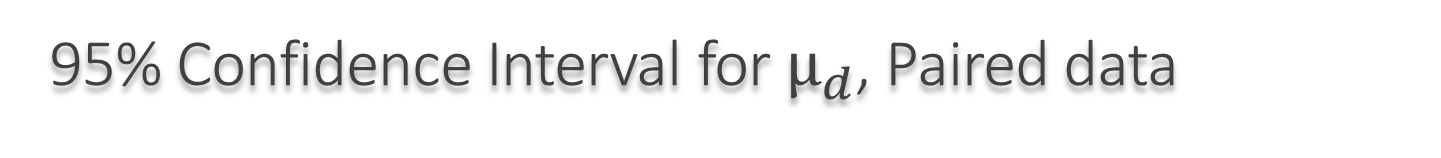 95% Confidence Interval for μ_d, Paired data